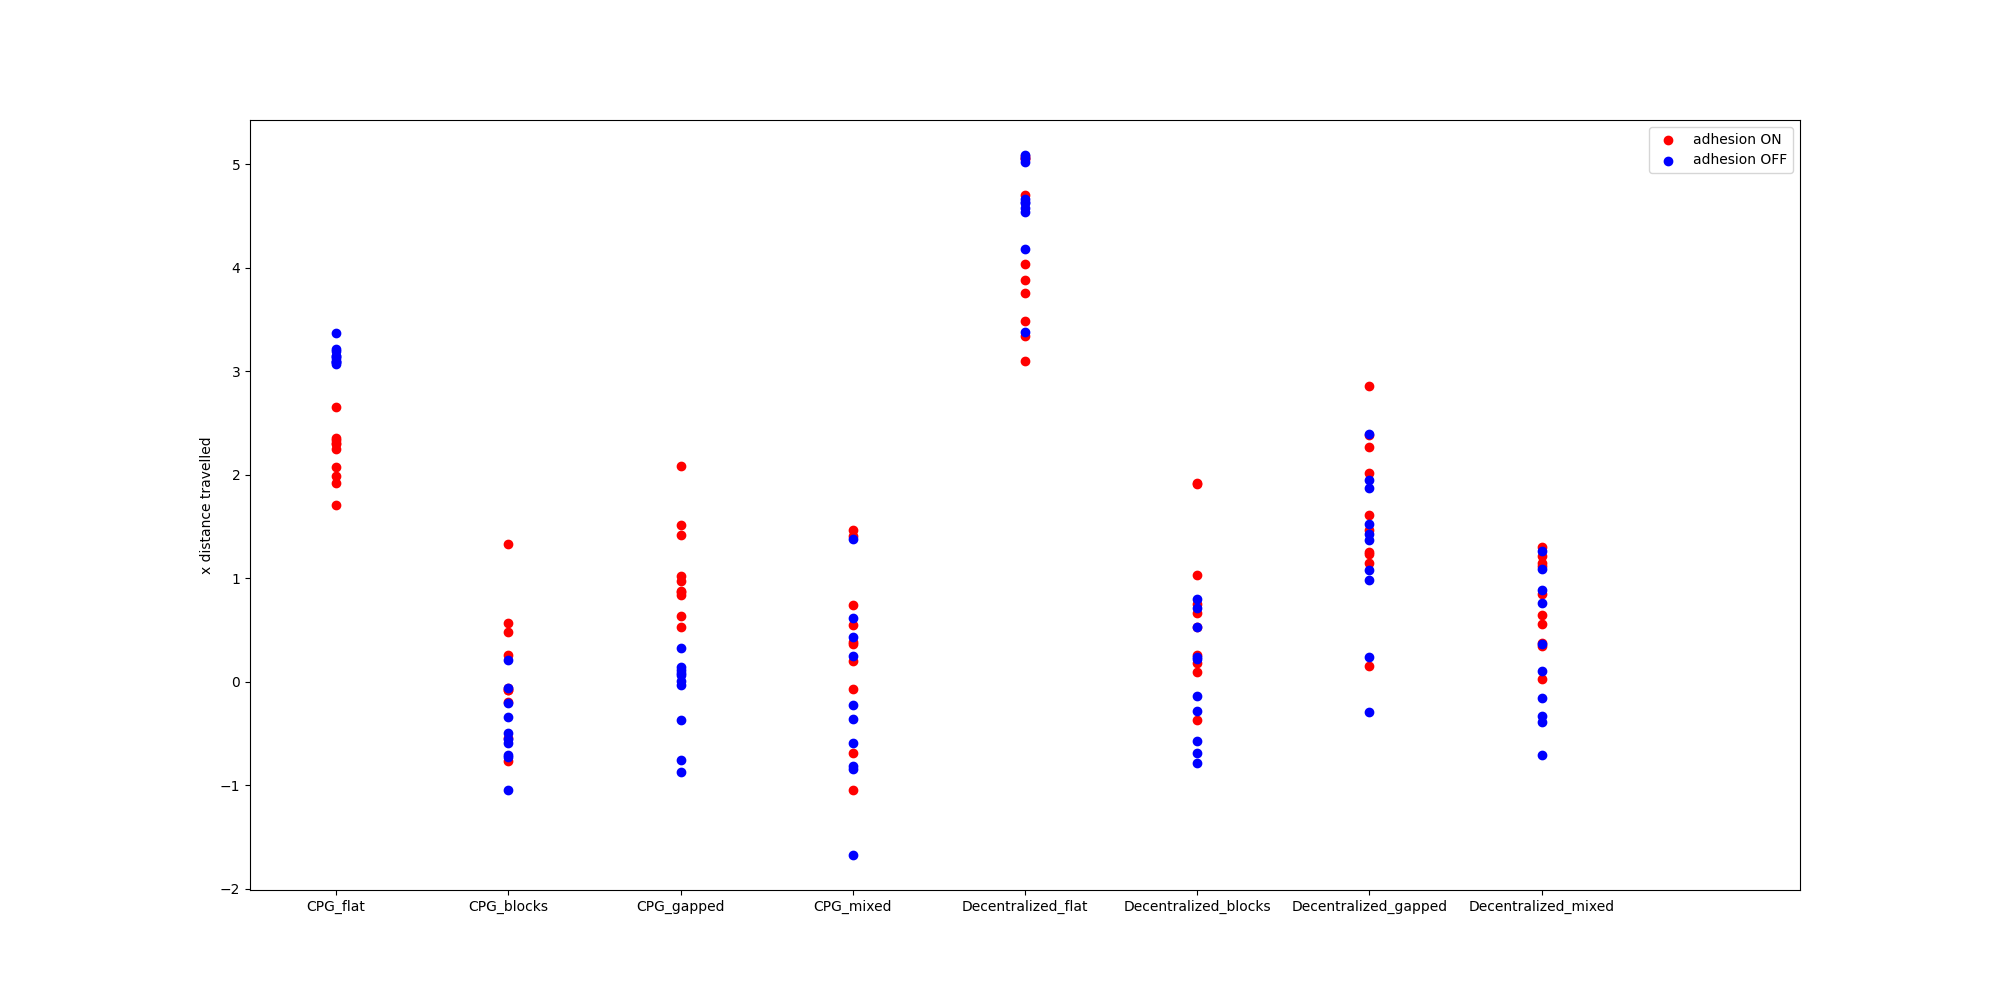 adhesion ON
adhesion OFF
5
4
3
2
1
0
−1
−2
x distance travelled
CPG_flat CPG_blocks CPG_gapped CPG_mixed Decentralized_flat Decentralized_blocks Decentralized_gapped Decentralized_mixed